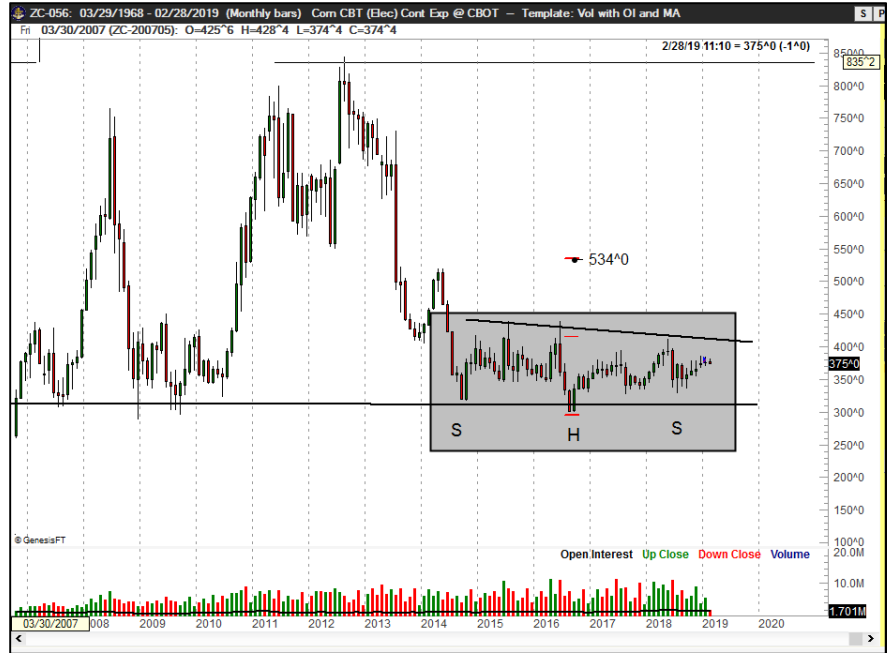 ZC-056: 03/29/1968 - 02/28/2019 (Monthly bars) Corn CBT (Elec) Cont Exp @ CBOT – Template: Vol with OI and MA
S P
Fri 03/30/2007 (ZC-200705): O=425^6 H=428^4 L=374^4 C=374^4
2/28/19 11:10 = 375^0 (-1^0)
850^0
835^2
800^0
750^0
700^0
650^0
600^0
550^0
534^0
500^0
450^0
400^0
375^0
350^0
300^0
S
H
S
250^0
200^0
150^0
© GenesisFT
100^0
Open Interest Up Close Down Close Volume
20.0M
10.0M
1.701M
03/30/2007 008 2009 2010 2011 2012 2013 2014 2015 2016 2017 2018 2019 2020